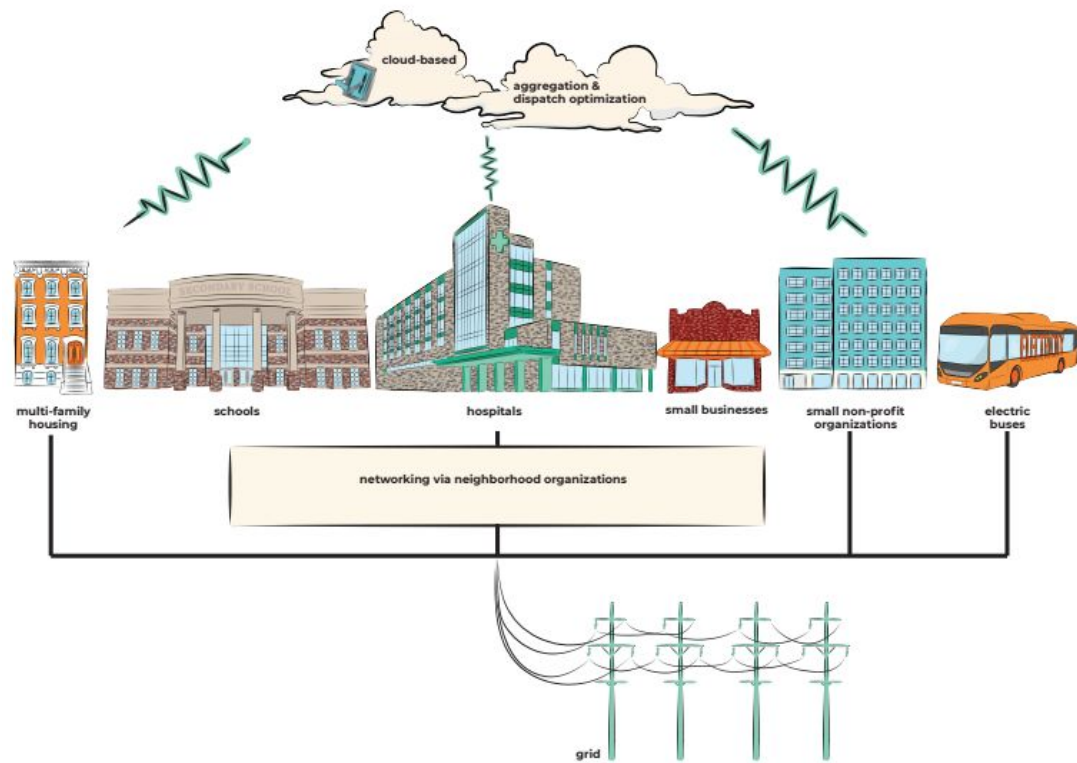 cloud-based
aggregation &
dispatch optimization
SECONDARY SCHOOL
multi-family
housing
schools
hospitals
small businesses
small non-profit
organizations
electric
buses
networking via neighborhood organizations
grid